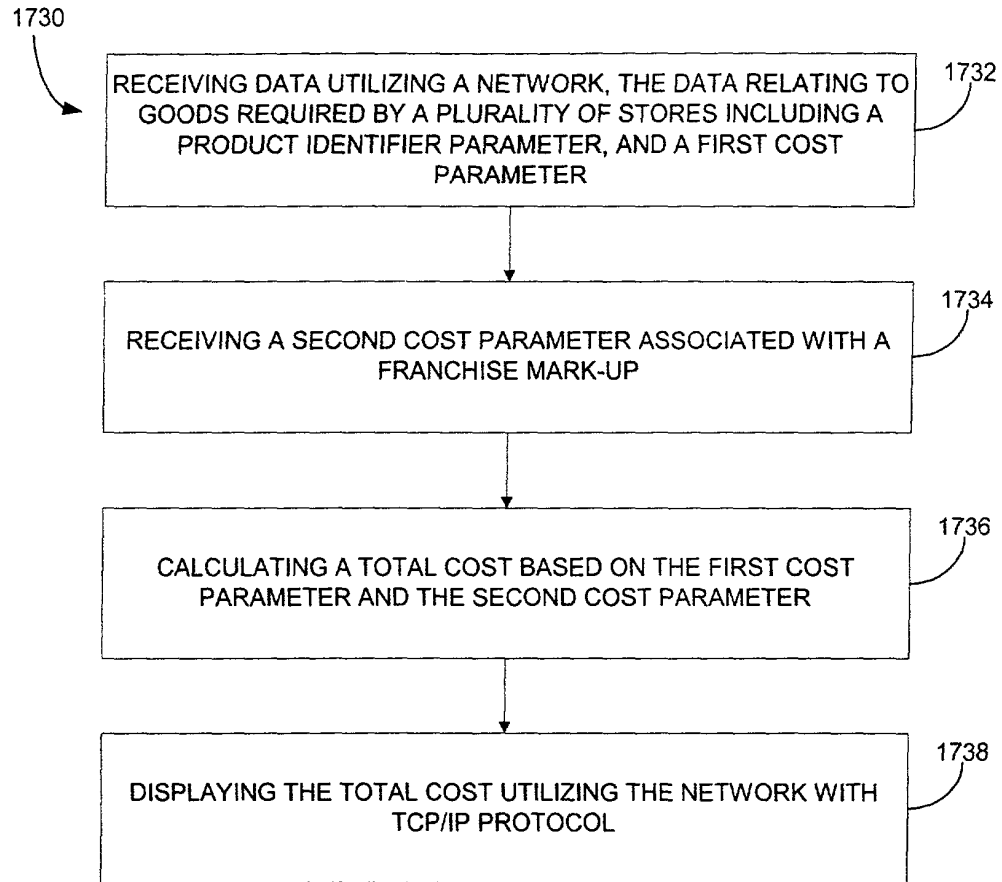 1730
1732
RECEIVING DATA UTILIZING A NETWORK, THE DATA RELATING TO
GOODS REQUIRED BY A PLURALITY OF STORES INCLUDING A
PRODUCT IDENTIFIER PARAMETER, AND A FIRST COST
PARAMETER
1734
RECEIVING A SECOND COST PARAMETER ASSOCIATED WITH A
FRANCHISE MARK-UP
1736
CALCULATING A TOTAL COST BASED ON THE FIRST COST
PARAMETER AND THE SECOND COST PARAMETER
1738
DISPLAYING THE TOTAL COST UTILIZING THE NETWORK WITH
TCP/IP PROTOCOL